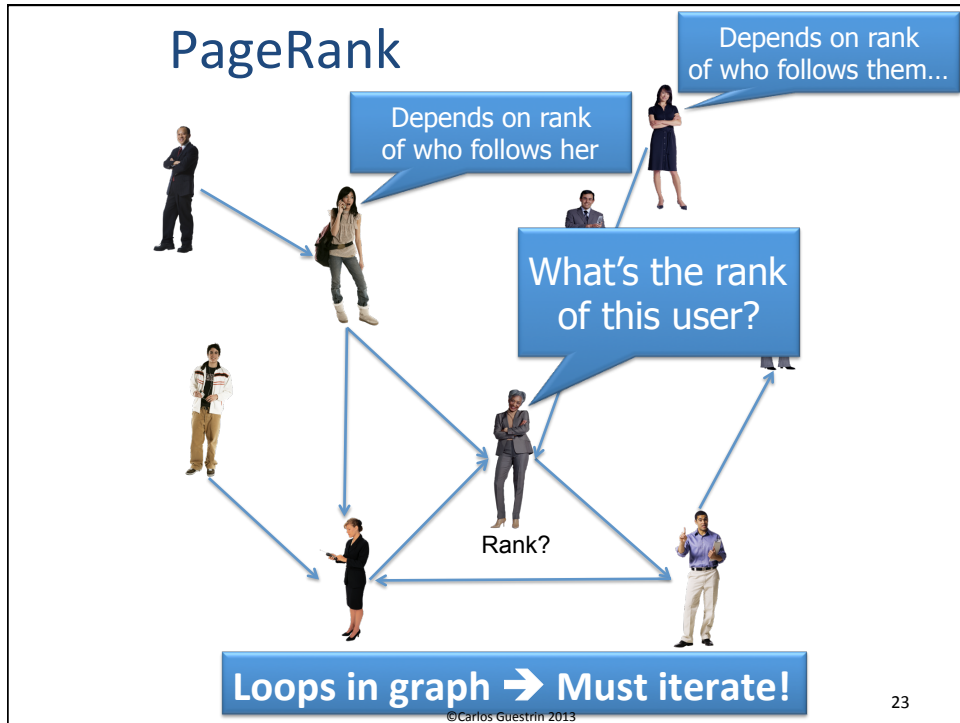 PageRank
Depends on rank
of who follows them…
Depends on rank
of who follows her
What's the rank
of this user?
Rank?
Loops in graph ➔ Must iterate!
©Carlos Guestrin 2013
23